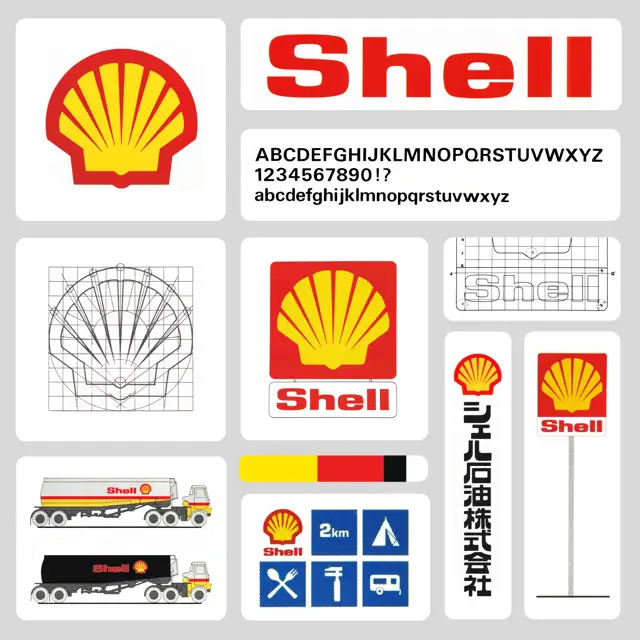 Shell
ABCDEFGHIJKLMNOPQRSTUVWXYZ
1234567890!?
abcdefghijklmnopqrstuvwxyz
Shell
Shell
シェル石油株式会社
Shell
Shell
Shell
Shell
2km